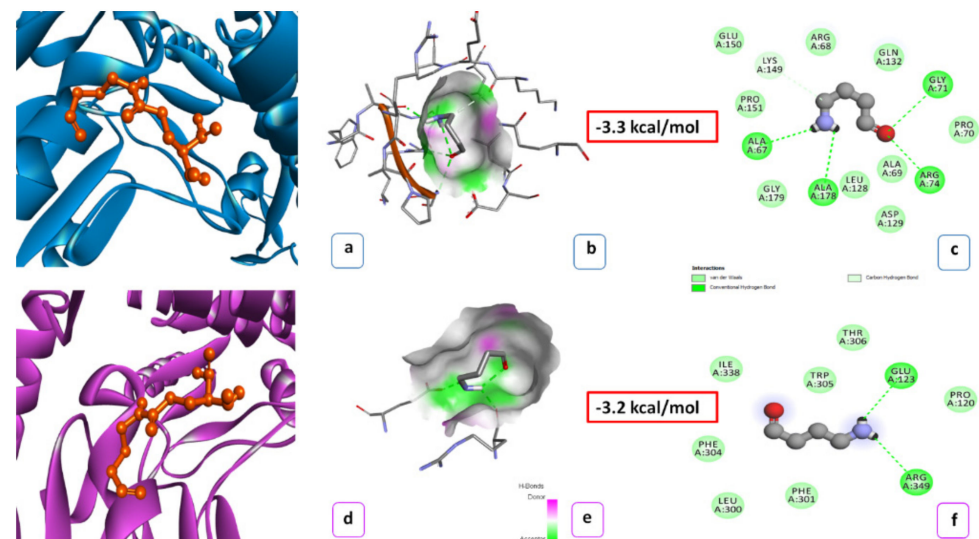 GLU
A:150
ARG
A:68
GLN
A:132
LYS
A:149
GLY
A:71
PRO
A:151
-3.3 kcal/mol
PRO
A:70
ALA
A:67
ALA
A:69
ARG
A:74
GLY
A:179
ALA
A:178
LEU
A:128
ASP
A:129
a
b
c
Interactions
van der Waals
Conventional Hydrogen Bond
Carbon Hydrogen Bond
THR
A:306
ILE
A:338
TRP
A:305
GLU
A:123
PRO
A:120
-3.2 kcal/mol
PHE
A:304
ARG
A:349
LEU
A:300
PHE
A:301
H-Bonds
Donor
Acceptor
d
e
f